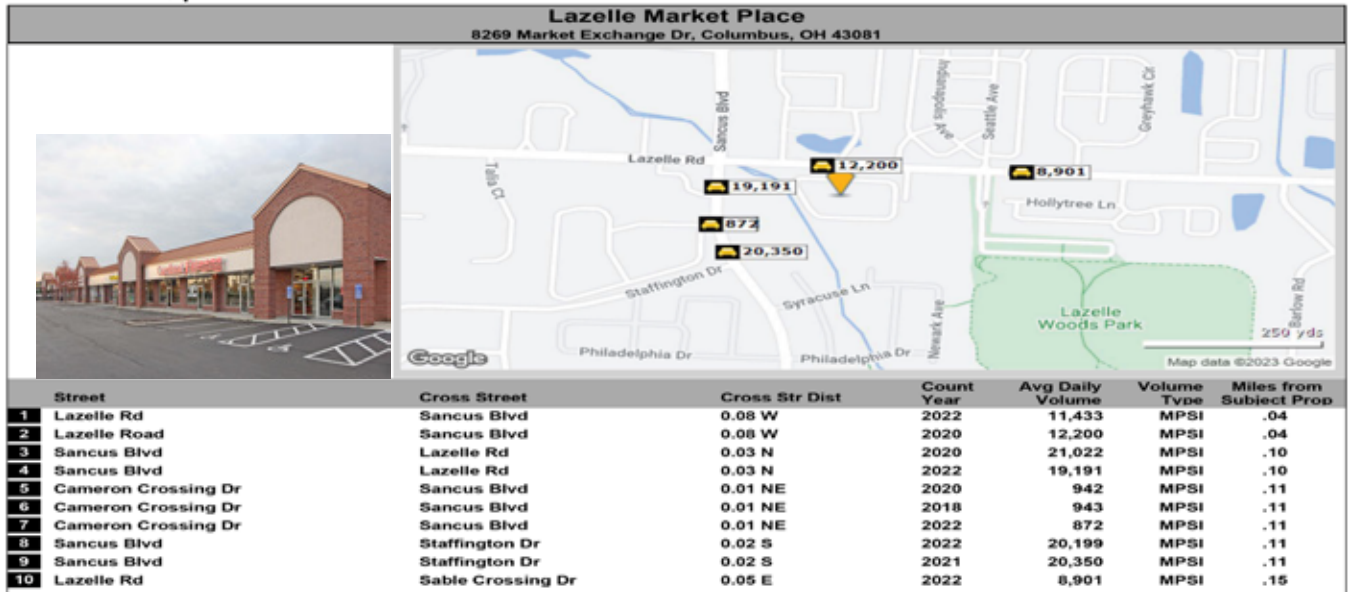 Lazelle Market Place
8269 Market Exchange Dr, Columbus, OH 43081
Indianapolis Ave
Seattle Ave
Greyhawk Cir
Sancus Blvd
Lazelle Rd
12,200
8,901
Talia Ct
19,191
Hollytree Ln
872
20,350
Staffington Dr
Syracuse Ln
Newark Ave
Barlow Rd
Lazelle
Woods Park
250 yds
Google
Philadelphia Dr
Philadelphia Dr
Map data ©2023 Google
Street Cross Street Cross Str Dist Count Year Avg Daily Volume Volume Type Miles from Subject Prop
1 Lazelle Rd Sancus Blvd 0.08 W 2022 11,433 MPSI .04
2 Lazelle Road Sancus Blvd 0.08 W 2020 12,200 MPSI .04
3 Sancus Blvd Lazelle Rd 0.03 N 2020 21,022 MPSI .10
4 Sancus Blvd Lazelle Rd 0.03 N 2022 19,191 MPSI .10
5 Cameron Crossing Dr Sancus Blvd 0.01 NE 2020 942 MPSI .11
6 Cameron Crossing Dr Sancus Blvd 0.01 NE 2018 943 MPSI .11
7 Cameron Crossing Dr Sancus Blvd 0.01 NE 2022 872 MPSI .11
8 Sancus Blvd Staffington Dr 0.02 S 2022 20,199 MPSI .11
9 Sancus Blvd Staffington Dr 0.02 S 2021 20,350 MPSI .11
10 Lazelle Rd Sable Crossing Dr 0.05 E 2022 8,901 MPSI .15